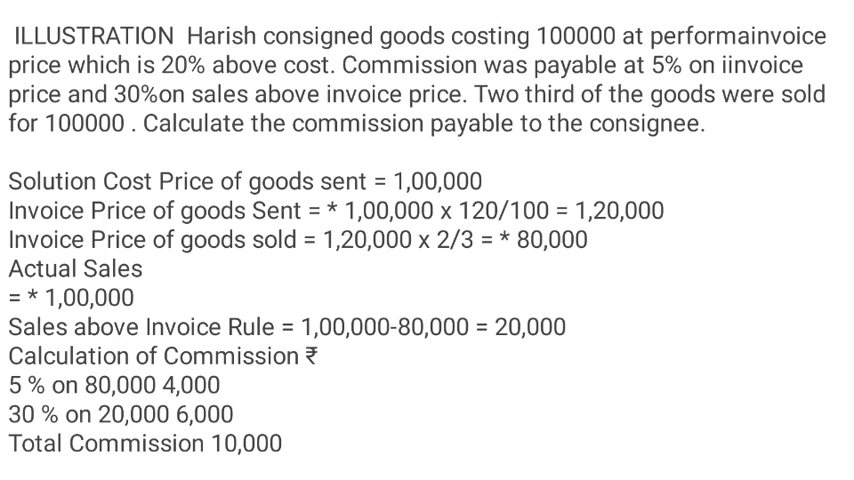 ILLUSTRATION Harish consigned goods costing 100000 at performainvoice
price which is 20% above cost. Commission was payable at 5% on iinvoice
price and 30%on sales above invoice price. Two third of the goods were sold
for 100000 . Calculate the commission payable to the consignee.
Solution Cost Price of goods sent = 1,00,000
Invoice Price of goods Sent = * 1,00,000 x 120/100 = 1,20,000
Invoice Price of goods sold = 1,20,000 x 2/3 = * 80,000
Actual Sales
= * 1,00,000
Sales above Invoice Rule = 1,00,000-80,000 = 20,000
Calculation of Commission ₹
5 % on 80,000 4,000
30 % on 20,000 6,000
Total Commission 10,000